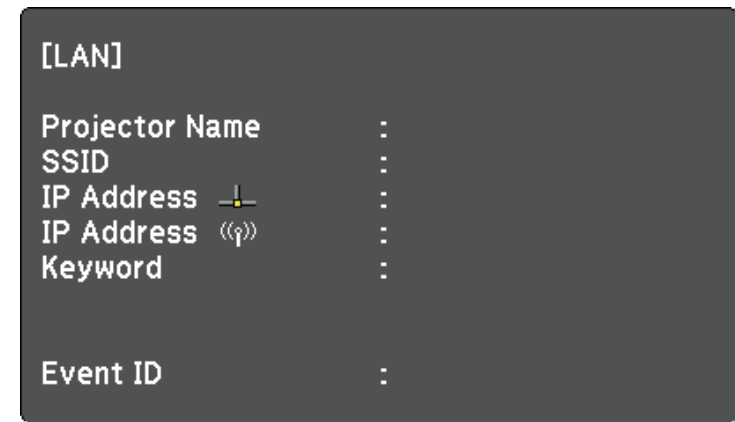 [LAN]
Projector Name :
SSID :
IP Address :
IP Address :
Keyword :
Event ID :